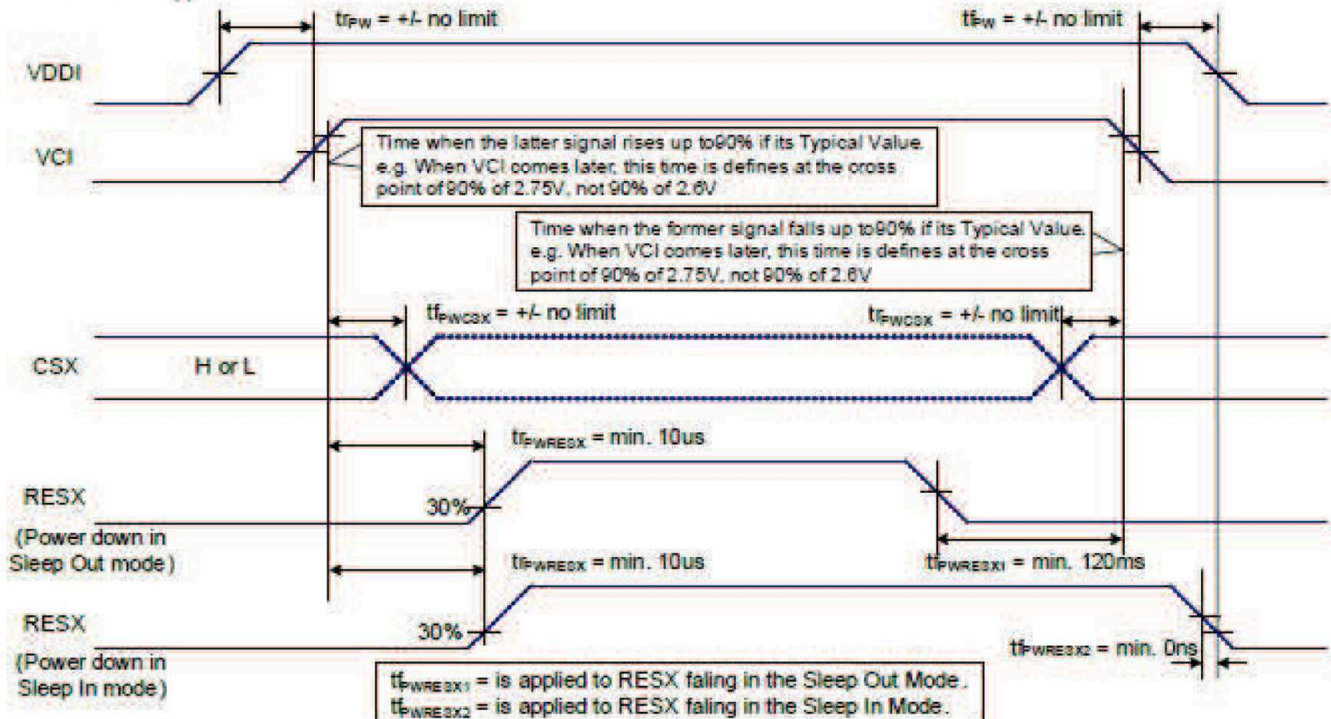 trPW = +/- no limit
tfPW = +/- no limit
VDDI
VCI
Time when the latter signal rises up to90% if its Typical Value.
e.g. When VCI comes later, this time is defines at the cross
point of 90% of 2.75V, not 90% of 2.6V
Time when the former signal falls up to90% if its Typical Value.
e.g. When VCI comes later, this time is defines at the cross
point of 90% of 2.75V, not 90% of 2.6V
tfPWCSX = +/- no limit
trPWCSX = +/- no limit
CSX
H or L
trPWRESX = min. 10us
RESX
30%
(Power down in
Sleep Out mode)
trPWRESX = min. 10us
tfPWRESX1 = min. 120ms
RESX
30%
(Power down in
Sleep In mode)
tfPWRESX2 = min. 0ns
tfPWRESX1 = is applied to RESX faling in the Sleep Out Mode.
tfPWRESX2 = is applied to RESX faling in the Sleep In Mode.